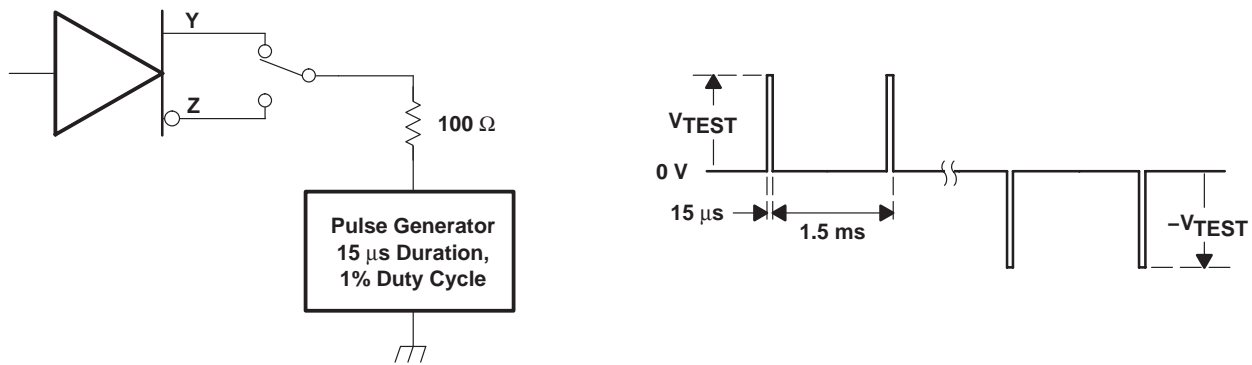 Y
Z
100 Ω
Pulse Generator
15 μs Duration,
1% Duty Cycle
VTEST
0 V
15 μs
1.5 ms
–VTEST